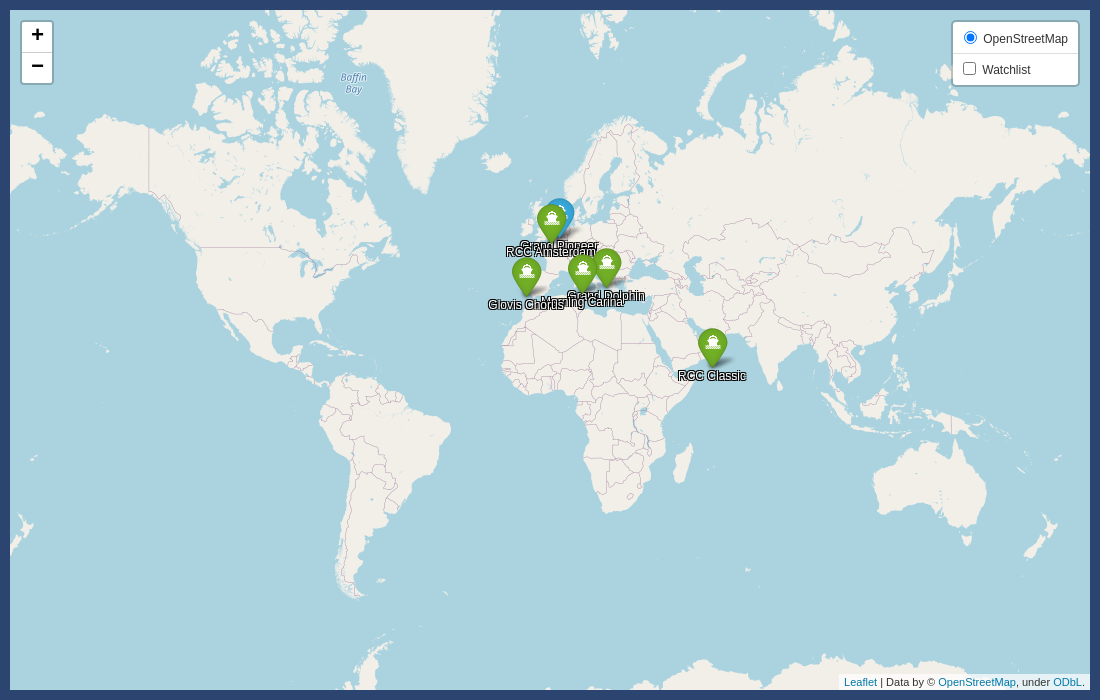 +
−
OpenStreetMap
Watchlist
Baffin
Bay
Grand Pioneer
RCC Amsterdam
Grand Dolphin
Morning Carina
Glovis Chorus
RCC Classic
Leaflet | Data by © OpenStreetMap, under ODbL.